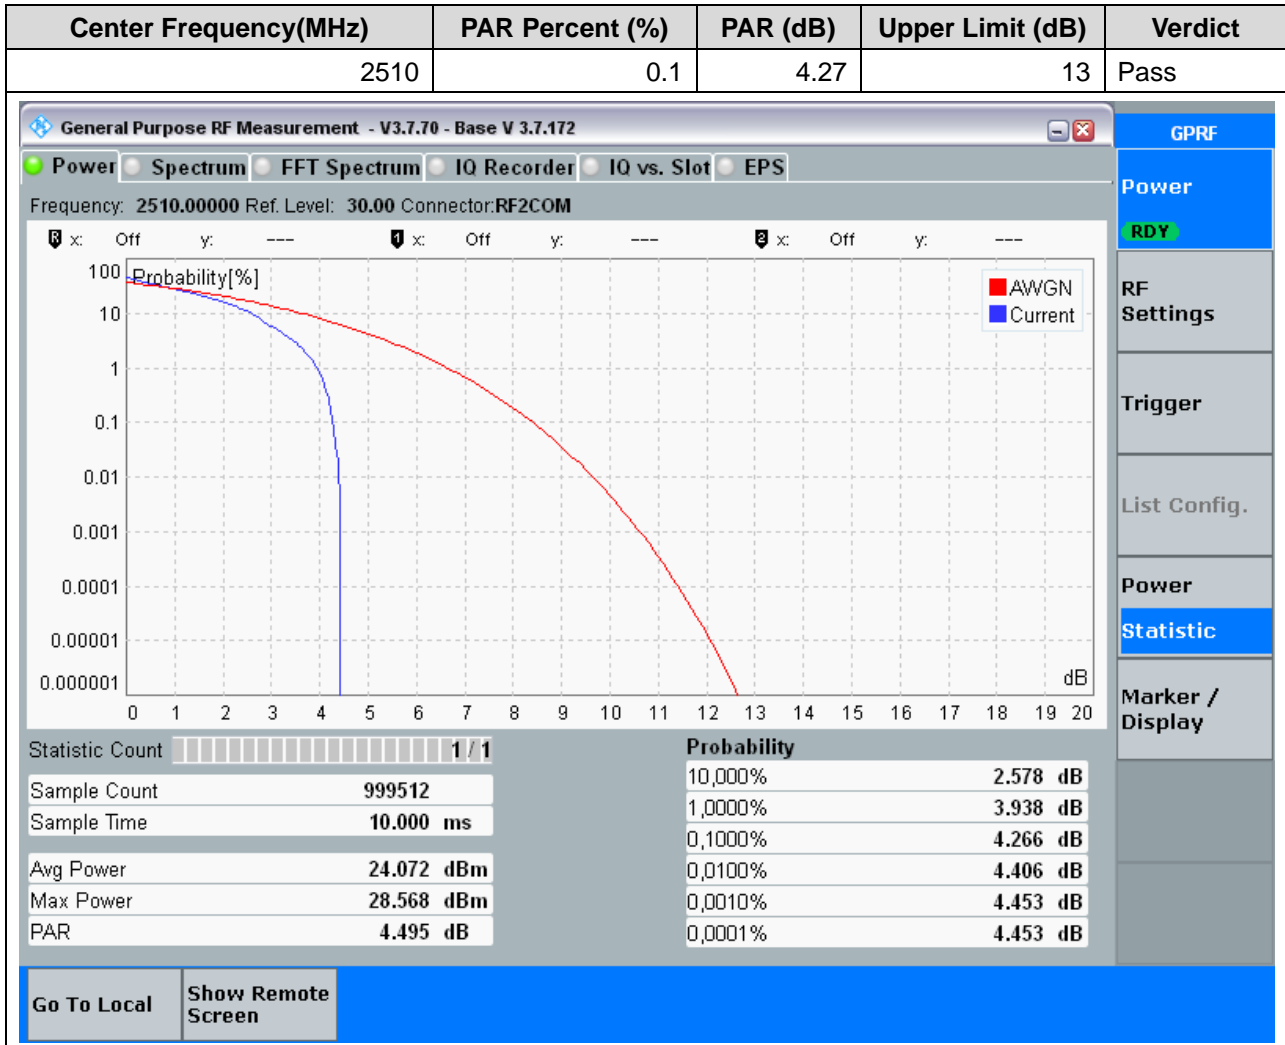 Center Frequency(MHz) PAR Percent (%) PAR (dB) Upper Limit (dB) Verdict
2510 0.1 4.27 13 Pass
General Purpose RF Measurement - V3.7.70 - Base V 3.7.172
GPRF
Power Spectrum FFT Spectrum IQ Recorder IQ vs. Slot EPS
Frequency: 2510.00000 Ref. Level: 30.00 Connector:RF2COM
Power
RDY
R x: Off y: --- 1 x: Off y: --- 2 x: Off y: ---
Probability[%]
AWGN
Current
100
10
1
0.1
0.01
0.001
0.0001
0.00001
0.000001
dB
0 1 2 3 4 5 6 7 8 9 10 11 12 13 14 15 16 17 18 19 20
RF
Settings
Trigger
List Config.
Power
Statistic
Marker /
Display
Statistic Count 1 / 1
Sample Count 999512
Sample Time 10.000 ms
Avg Power 24.072 dBm
Max Power 28.568 dBm
PAR 4.495 dB
Probability
10,000% 2.578 dB
1,0000% 3.938 dB
0,1000% 4.266 dB
0,0100% 4.406 dB
0,0010% 4.453 dB
0,0001% 4.453 dB
Go To Local
Show Remote
Screen